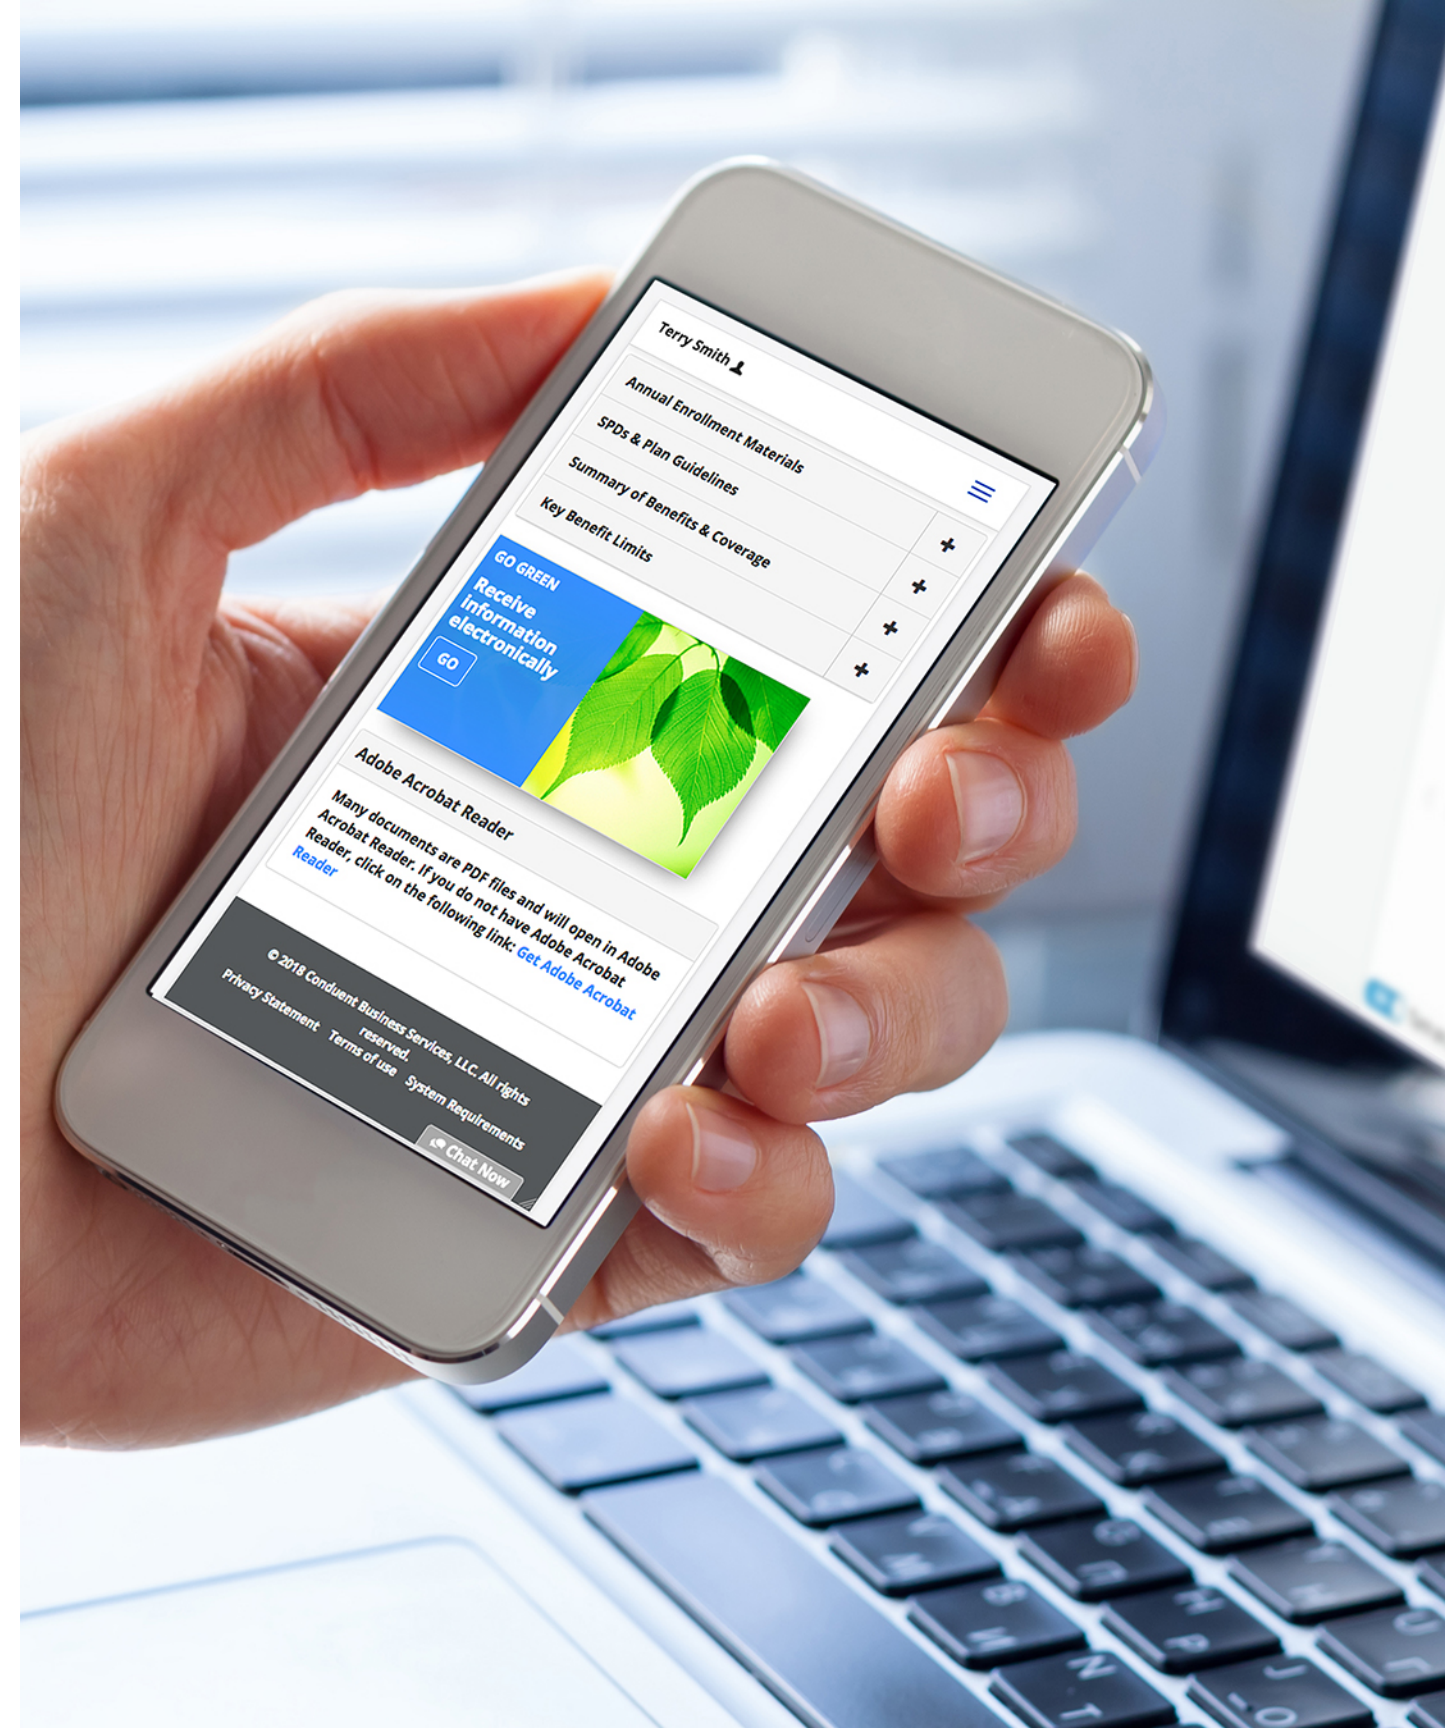 Terry Smith
Annual Enrollment Materials
SPDs & Plan Guidelines
Summary of Benefits & Coverage
Key Benefit Limits
GO GREEN
Receive
information
electronically
GO
Adobe Acrobat Reader
Many documents are PDF files and will open in Adobe
Acrobat Reader. If you do not have Adobe Acrobat
Reader, click on the following link: Get Adobe Acrobat
Reader
© 2018 Conduent Business Services, LLC. All rights
reserved.
Privacy Statement Terms of use System Requirements
Chat Now